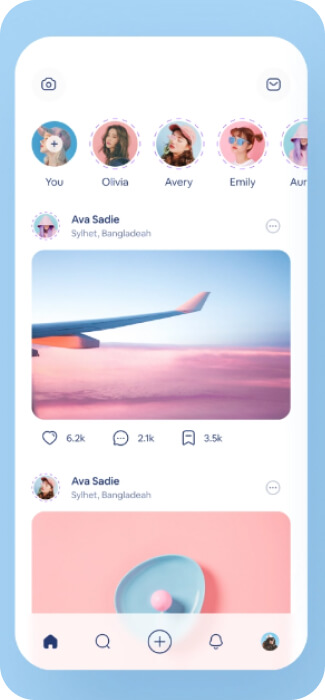 You
Olivia
Avery
Emily
Aur
Ava Sadie
Sylhet, Bangladeah
6.2k
2.1k
3.5k
Ava Sadie
Sylhet, Bangladeah